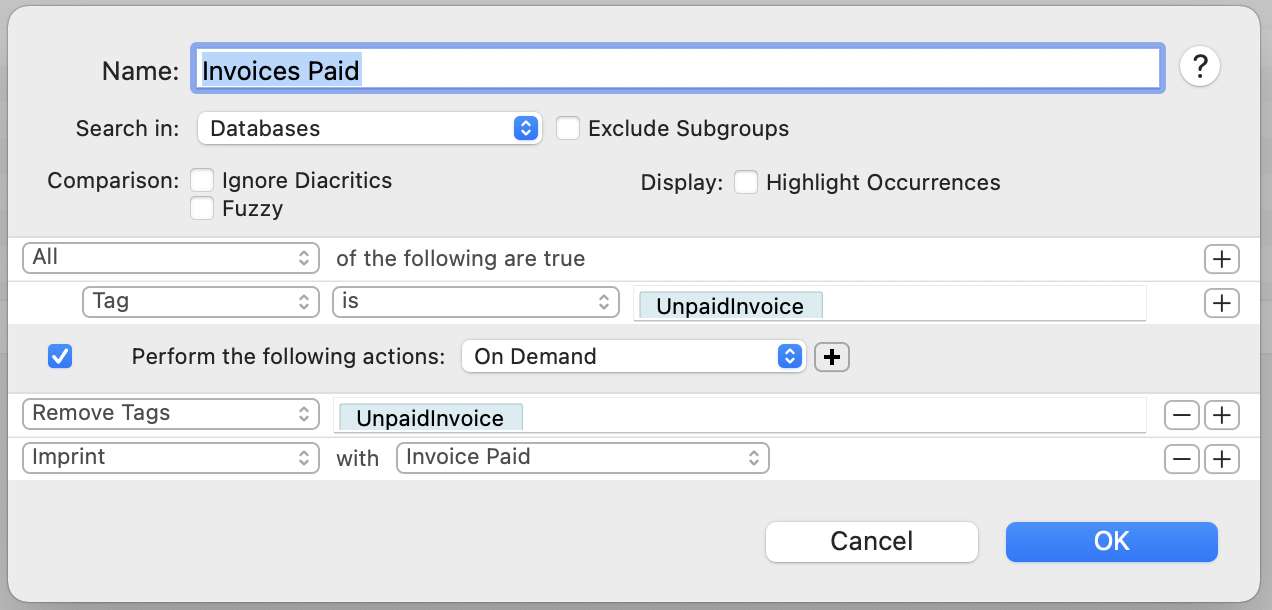 Name: Invoices Paid ?
Search in: Databases Exclude Subgroups
Comparison: Ignore Diacritics Display: Highlight Occurrences
Fuzzy
All of the following are true +
Tag is UnpaidInvoice +
Perform the following actions: On Demand +
Remove Tags UnpaidInvoice − +
Imprint with Invoice Paid − +
Cancel OK